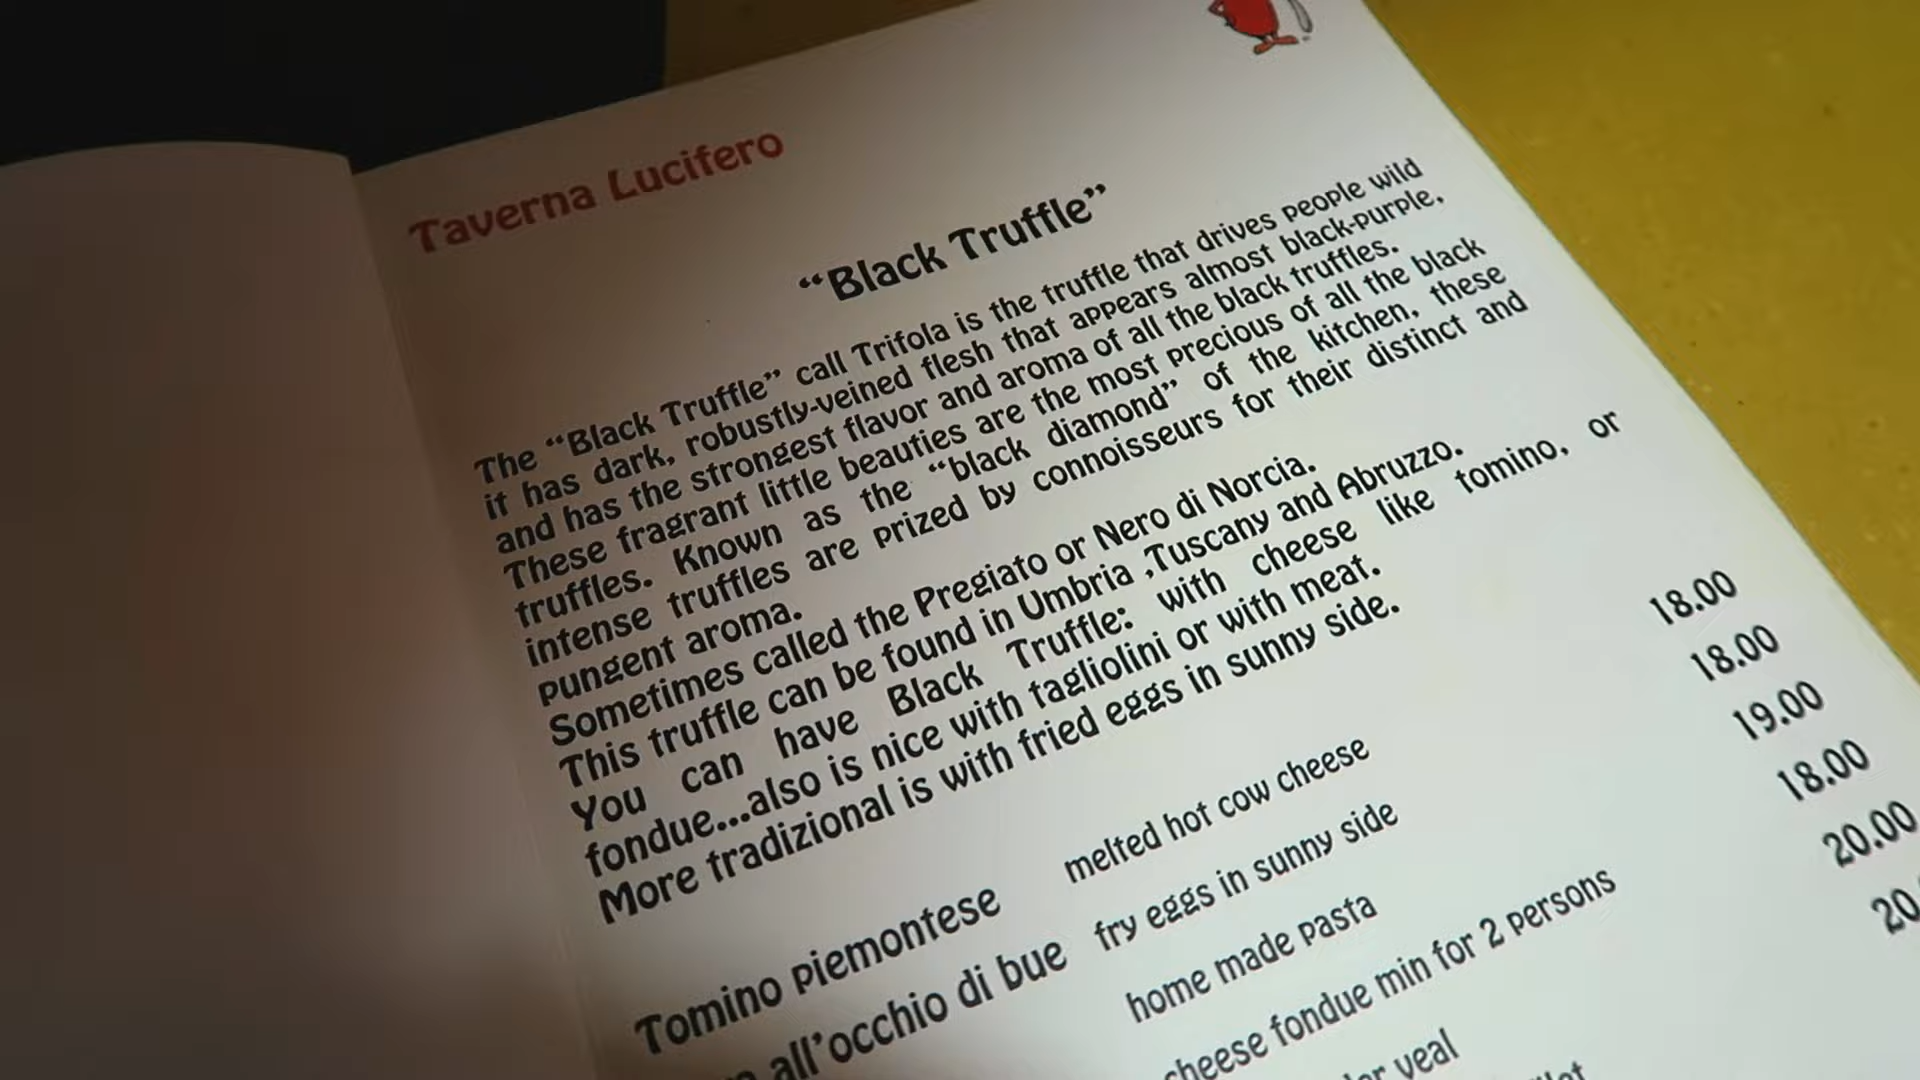 Taverna Lucifero
“Black Truffle”
The “Black Truffle” call Trifola is the truffle that drives people wild
it has dark, robustly-veined flesh that appears almost black-purple,
and has the strongest flavor and aroma of all the black truffles.
These fragrant little beauties are the most precious of all the black
truffles. Known as the “black diamond” of the kitchen, these
intense truffles are prized by connoisseurs for their distinct and
pungent aroma.
Sometimes called the Pregiato or Nero di Norcia.
This truffle can be found in Umbria ,Tuscany and Abruzzo.
You can have Black Truffle: with cheese like tomino, or
fondue...also is nice with tagliolini or with meat.
More tradizional is with fried eggs in sunny side.
Tomino piemontese melted hot cow cheese 18.00
all’occhio di bue fry eggs in sunny side 18.00
home made pasta 19.00
cheese fondue min for 2 persons 18.00
veal 20.00